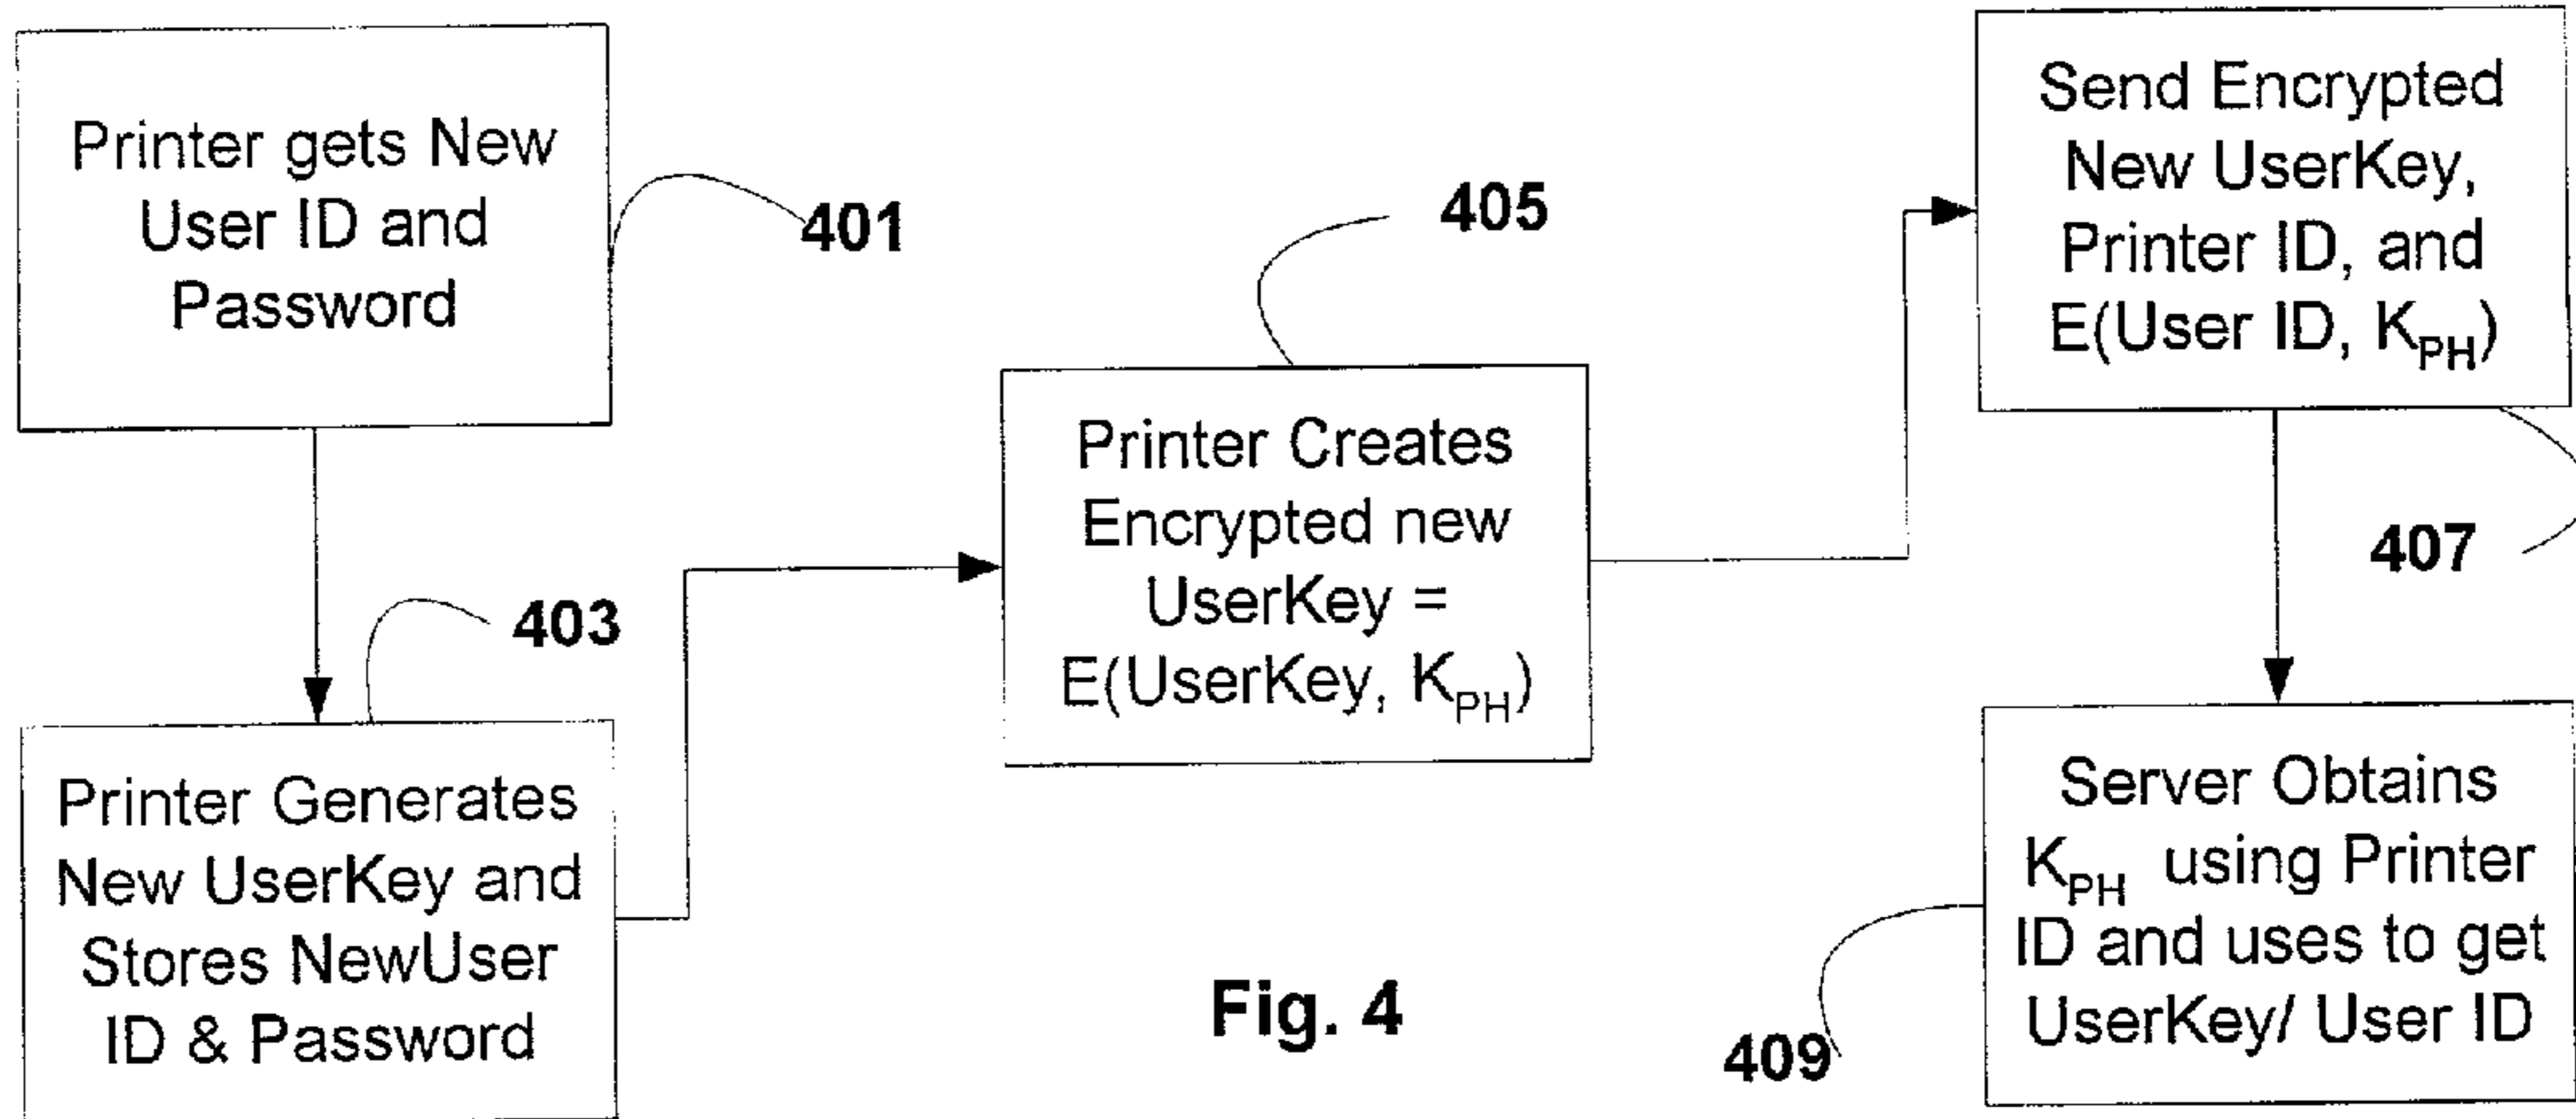 Printer gets New
User ID and
Password
401
Printer Generates
New UserKey and
Stores NewUser
ID & Password
403
Printer Creates
Encrypted new
UserKey =
E(UserKey, K_PH)
405
Send Encrypted
New UserKey,
Printer ID, and
E(User ID, K_PH)
407
Server Obtains
K_PH using Printer
ID and uses to get
UserKey/ User ID
409
Fig. 4